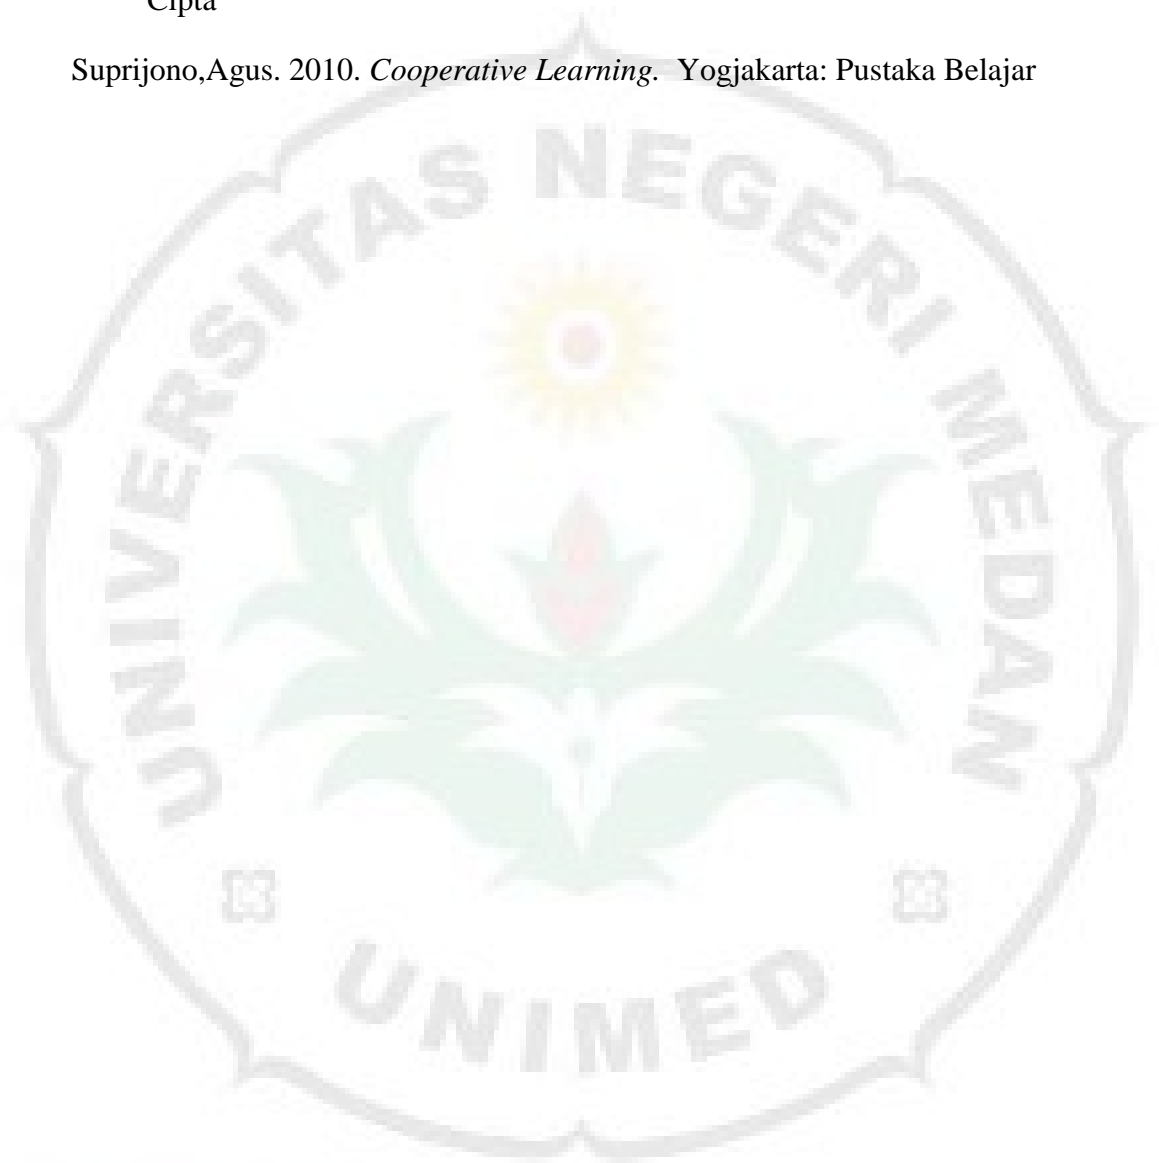 Cipta
Suprijono,Agus. 2010. Cooperative Learning. Yogjakarta: Pustaka Belajar
UNIVERSITAS NEGERI MEDAN
UNIMED